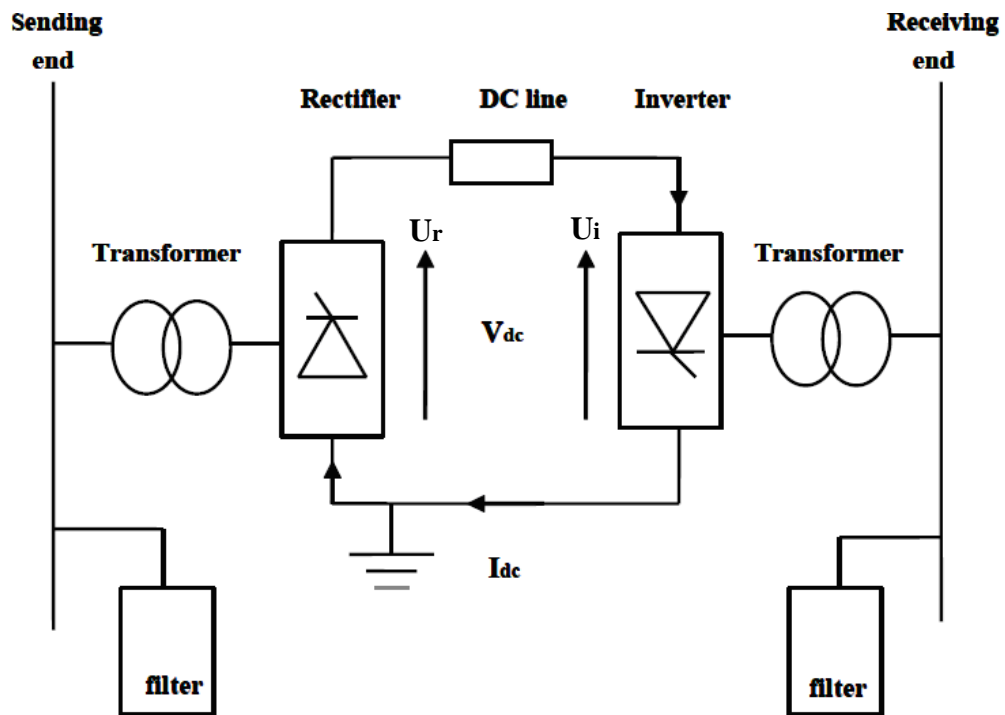 Sending
end
Receiving
end
Rectifier
DC line
Inverter
Transformer
Ur
Ui
Transformer
Vdc
Idc
filter
filter